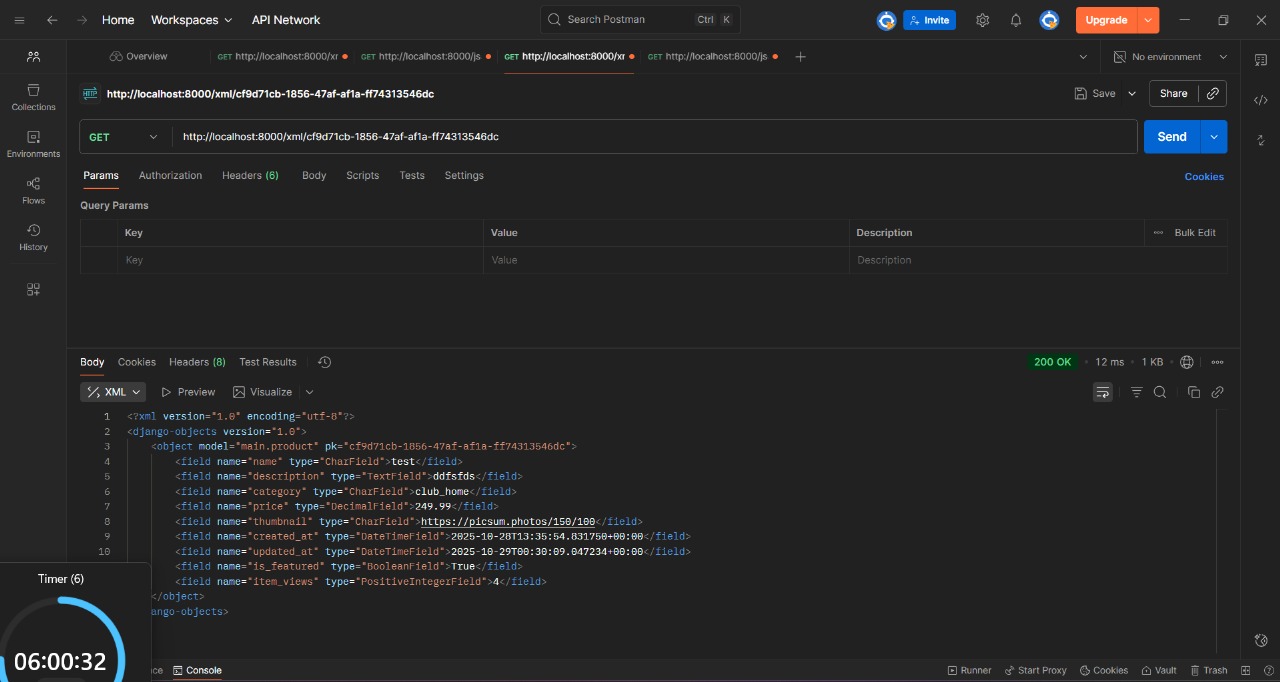 Home Workspaces API Network Search Postman Ctrl K Invite Upgrade
Overview GET http://localhost:8000/xr GET http://localhost:8000/js GET http://localhost:8000/xr GET http://localhost:8000/js No environment
HTTP http://localhost:8000/xml/cf9d71cb-1856-47af-af1a-ff74313546dc Save Share
Collections
Environments
Flows
History
GET http://localhost:8000/xml/cf9d71cb-1856-47af-af1a-ff74313546dc Send
Params Authorization Headers (6) Body Scripts Tests Settings Cookies
Query Params
Key Value Description Bulk Edit
Key Value Description
Body Cookies Headers (8) Test Results 200 OK 12 ms 1 KB
XML Preview Visualize
1 <?xml version="1.0" encoding="utf-8"?>
2 <django-objects version="1.0">
3 <object model="main.product" pk="cf9d71cb-1856-47af-af1a-ff74313546dc">
4 <field name="name" type="CharField">test</field>
5 <field name="description" type="TextField">ddfsfds</field>
6 <field name="category" type="CharField">club_home</field>
7 <field name="price" type="DecimalField">249.99</field>
8 <field name="thumbnail" type="CharField">https://picsum.photos/150/100</field>
9 <field name="created_at" type="DateTimeField">2025-10-28T13:35:54.831750+00:00</field>
10 <field name="updated_at" type="DateTimeField">2025-10-29T00:30:09.047234+00:00</field>
<field name="is_featured" type="BooleanField">True</field>
<field name="item_views" type="PositiveIntegerField">4</field>
</object>
ango-objects>
Timer (6)
06:00:32
ce Console Runner Start Proxy Cookies Vault Trash